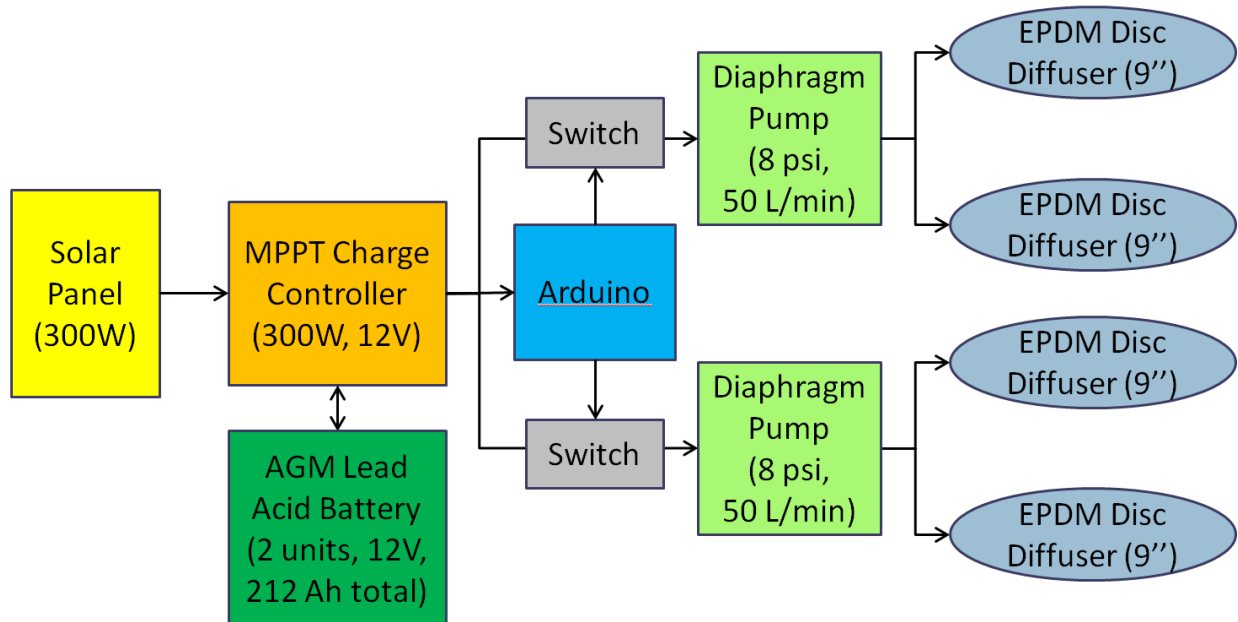 Solar
Panel
(300W)
MPPT Charge
Controller
(300W, 12V)
AGM Lead
Acid Battery
(2 units, 12V,
212 Ah total)
Switch
Arduino
Switch
Diaphragm
Pump
(8 psi,
50 L/min)
Diaphragm
Pump
(8 psi,
50 L/min)
EPDM Disc
Diffuser (9’’)
EPDM Disc
Diffuser (9’’)
EPDM Disc
Diffuser (9’’)
EPDM Disc
Diffuser (9’’)